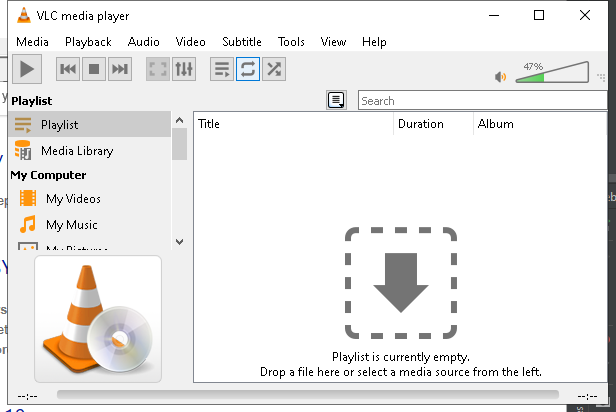 VLC media player
Media Playback Audio Video Subtitle Tools View Help
47%
Playlist
Search
Playlist
Media Library
My Computer
My Videos
My Music
My Pictures
Title Duration Album
Playlist is currently empty.
Drop a file here or select a media source from the left.
--:-- --:--